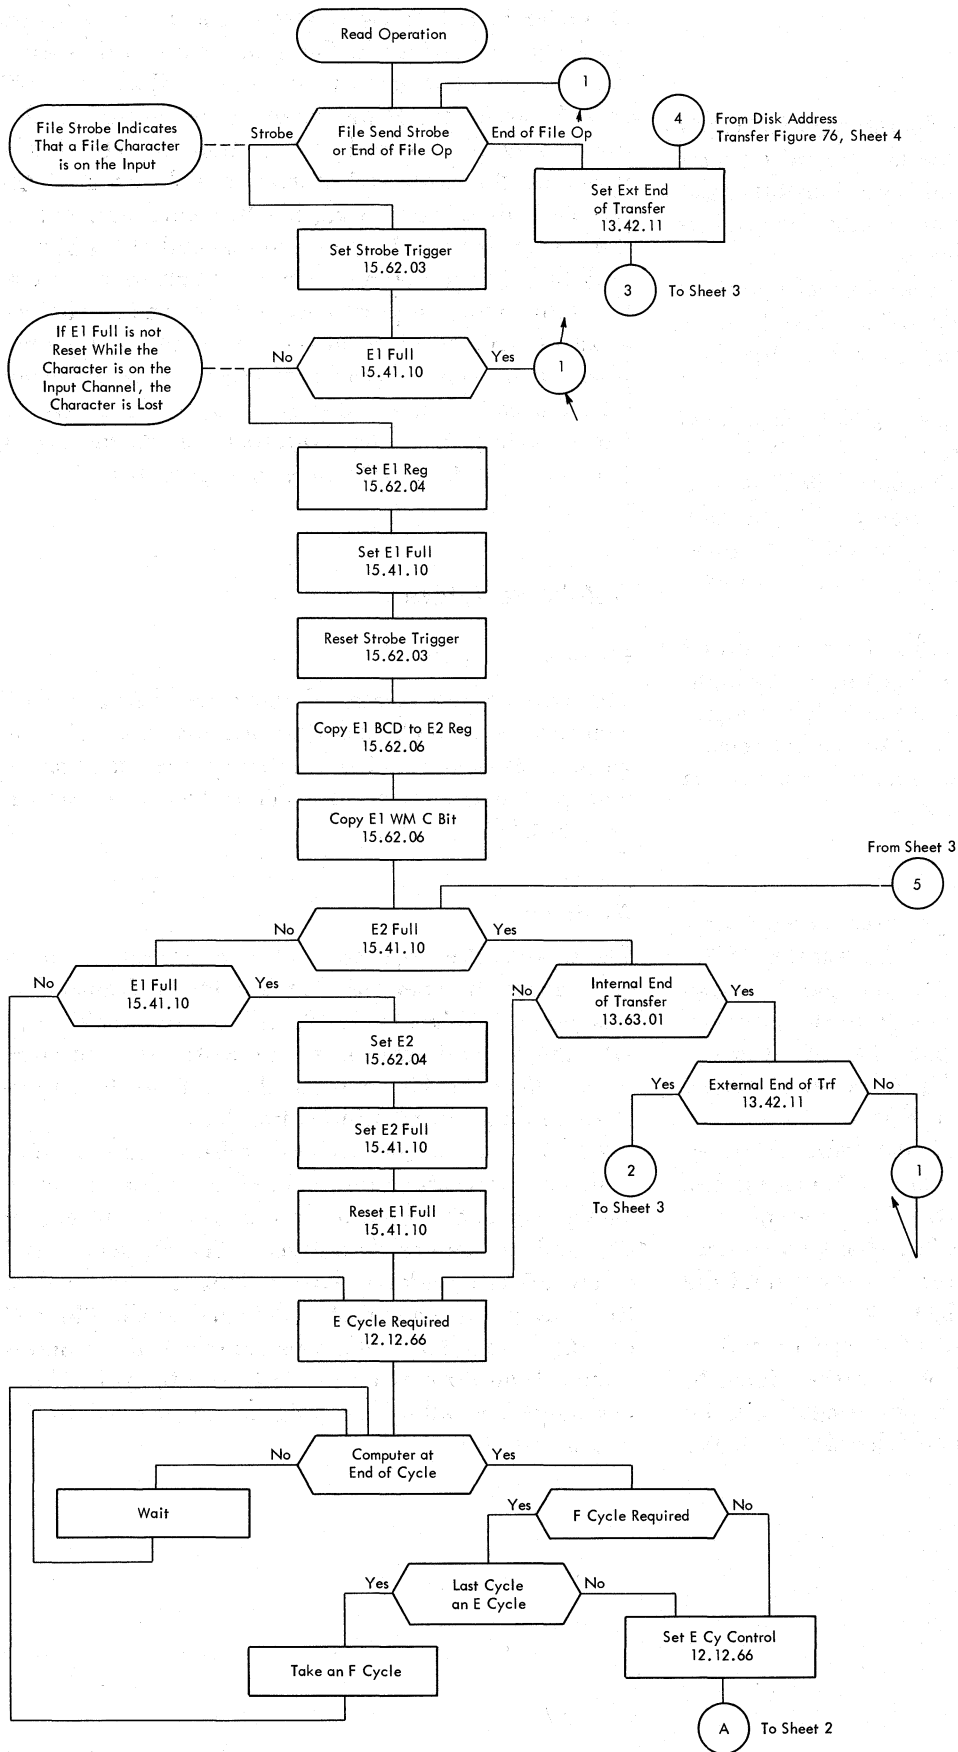 Read Operation
1
File Strobe Indicates
That a File Character
is on the Input
Strobe
File Send Strobe
or End of File Op
End of File Op
4
From Disk Address
Transfer Figure 76, Sheet 4
Set Ext End
of Transfer
13.42.11
3
To Sheet 3
Set Strobe Trigger
15.62.03
If E1 Full is not
Reset While the
Character is on the
Input Channel, the
Character is Lost
No
E1 Full
15.41.10
Yes
1
Set E1 Reg
15.62.04
Set E1 Full
15.41.10
Reset Strobe Trigger
15.62.03
Copy E1 BCD to E2 Reg
15.62.06
Copy E1 WM C Bit
15.62.06
From Sheet 3
5
No
E2 Full
15.41.10
Yes
No
E1 Full
15.41.10
Yes
No
Internal End
of Transfer
13.63.01
Yes
Set E2
15.62.04
Yes
External End of Trf
13.42.11
No
Set E2 Full
15.41.10
2
To Sheet 3
1
Reset E1 Full
15.41.10
E Cycle Required
12.12.66
No
Computer at
End of Cycle
Yes
Wait
Yes
F Cycle Required
No
Yes
Last Cycle
an E Cycle
No
Set E Cy Control
12.12.66
Take an F Cycle
A
To Sheet 2